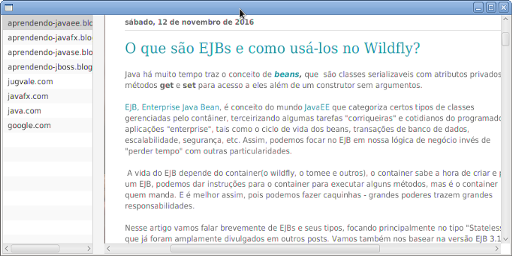 aprendendo-javaee.blo
aprendendo-javafx.blo
aprendendo-javase.blo
aprendendo-jboss.blog
jugvale.com
javafx.com
java.com
google.com
sábado, 12 de novembro de 2016
O que são EJBs e como usá-los no Wildfly?
Java há muito tempo traz o conceito de beans, que são classes serializaveis com atributos privados
métodos get e set para acesso a eles além de um construtor sem argumentos.
EJB, Enterprise Java Bean, é conceito do mundo JavaEE que categoriza certos tipos de classes
gerenciadas pelo contâiner, terceirizando algumas tarefas "corriqueiras" e cotidianos do programado
aplicações "enterprise", tais como o ciclo de vida dos beans, transações de banco de dados,
escalabilidade, segurança, etc. Assim, podemos focar no EJB em nossa lógica de negócio invés de
"perder tempo" com outras particularidades.
A vida do EJB depende do container(o wildfly, o tomee e outros), o container sabe a hora de criar e p
um EJB, podemos dar instruções para o container para executar alguns métodos, mas é o container
quem manda. E é melhor assim, pois podemos fazer caquinhas - grandes poderes trazem grandes
responsabilidades.
Nesse artigo vamos falar brevemente de EJBs e seus tipos, focando principalmente no tipo "Stateles
que já foram amplamente divulgados em outros posts. Vamos também nos basear na versão EJB 3.1